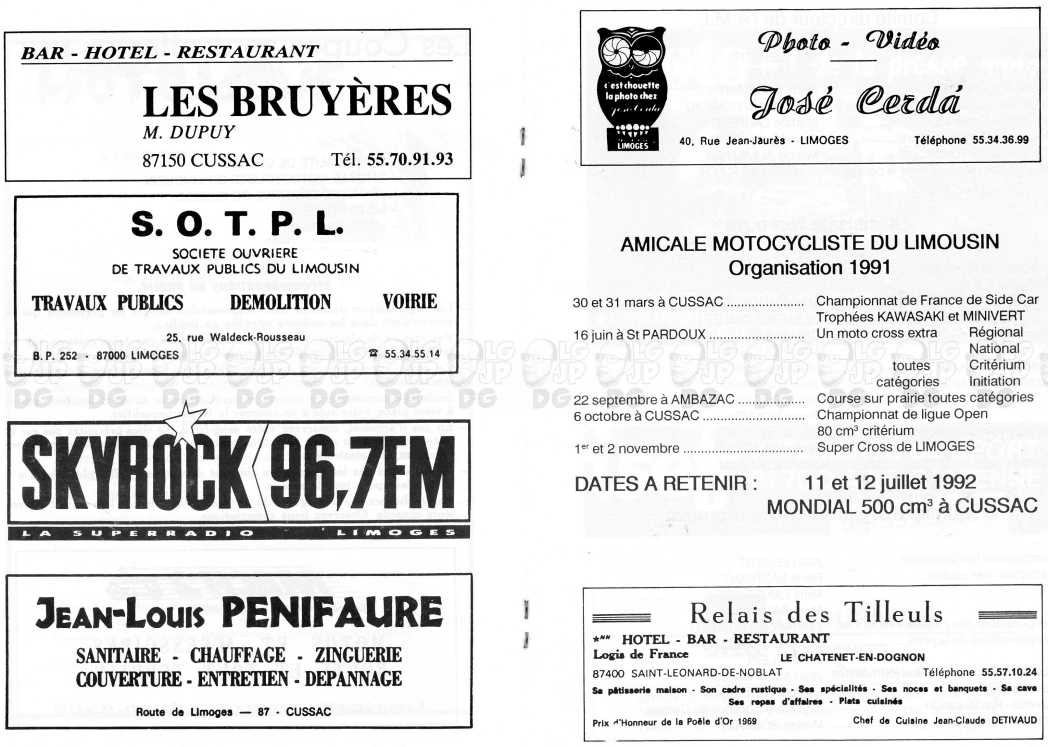 BAR - HOTEL - RESTAURANT
LES BRUYÈRES
M. DUPUY
87150 CUSSAC Tél. 55.70.91.93
S. O. T. P. L.
SOCIETE OUVRIERE
DE TRAVAUX PUBLICS DU LIMOUSIN
TRAVAUX PUBLICS DEMOLITION VOIRIE
25, rue Waldeck-Rousseau
B. P. 252 - 87000 LIMOGES ☎ 55.34.55.14
SKYROCK 96,7FM
LA SUPERRADIO LIMOGES
JEAN-LOUIS PENIFAURE
SANITAIRE - CHAUFFAGE - ZINGUERIE
COUVERTURE - ENTRETIEN - DEPANNAGE
Route de Limoges — 87 - CUSSAC
Photo - Vidéo
José Cerdá
c'est chouette
la photo chez
LIMOGES
40, Rue Jean-Jaurès - LIMOGES Téléphone 55.34.36.99
AMICALE MOTOCYCLISTE DU LIMOUSIN
Organisation 1991
30 et 31 mars à CUSSAC ...................... Championnat de France de Side Car
Trophées KAWASAKI et MINIVERT
16 juin à St PARDOUX ........................... Un moto cross extra Régional
National
toutes Critérium
catégories Initiation
22 septembre à AMBAZAC .................. Course sur prairie toutes catégories
6 octobre à CUSSAC ............................. Championnat de ligue Open
80 cm³ critérium
1er et 2 novembre ................................. Super Cross de LIMOGES
DATES A RETENIR : 11 et 12 juillet 1992
MONDIAL 500 cm³ à CUSSAC
Relais des Tilleuls
*NN HOTEL - BAR - RESTAURANT
Logis de France LE CHATENET-EN-DOGNON
87400 SAINT-LEONARD-DE-NOBLAT Téléphone 55.57.10.24
Sa pâtisserie maison - Son cadre rustique - Ses spécialités - Ses noces et banquets - Sa cave
Ses repas d'affaires - Plats cuisinés
Prix d'Honneur de la Poêle d'Or 1969 Chef de Cuisine Jean-Claude DETIVAUD
LG JP DG